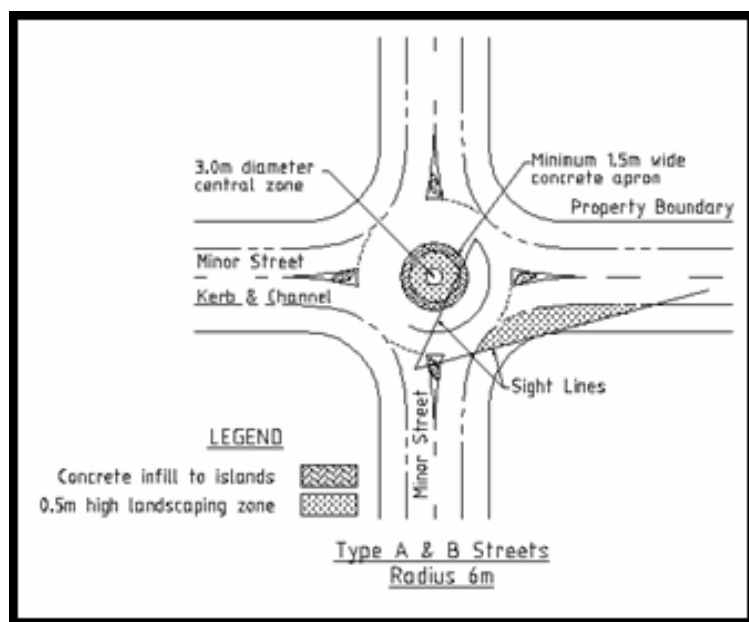 3.0m diameter
central zone
Minimum 1.5m wide
concrete apron
Property Boundary
Minor Street
Kerb & Channel
Sight Lines
Minor Street
LEGEND
Concrete infill to islands
0.5m high landscaping zone
Type A & B Streets
Radius 6m